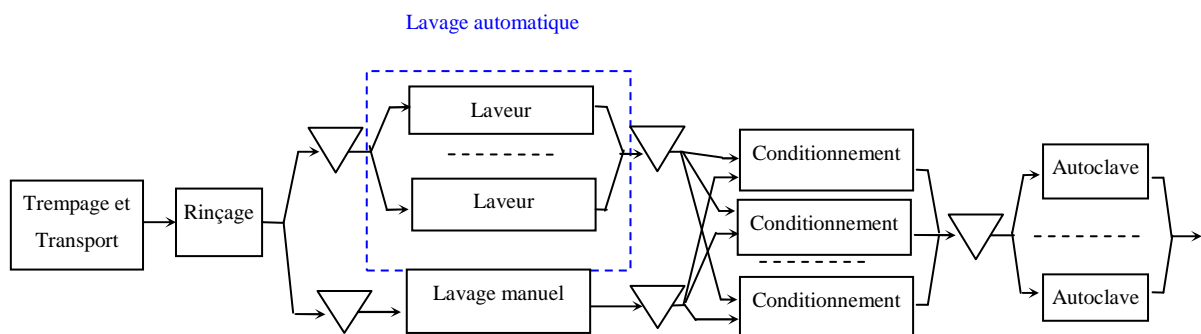 Lavage automatique
Laveur
Laveur
Trempage et
Transport
Rinçage
Lavage manuel
Conditionnement
Conditionnement
Conditionnement
Autoclave
Autoclave